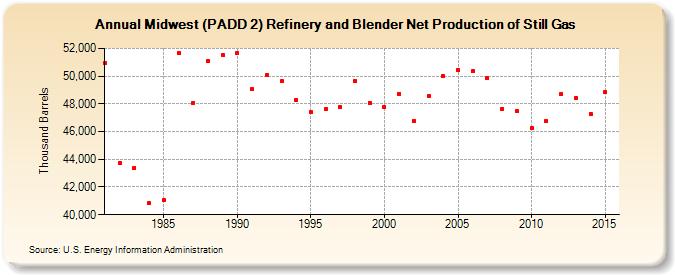 Annual Midwest (PADD 2) Refinery and Blender Net Production of Still Gas
Thousand Barrels
52,000
50,000
48,000
46,000
44,000
42,000
40,000
1985 1990 1995 2000 2005 2010 2015
Source: U.S. Energy Information Administration